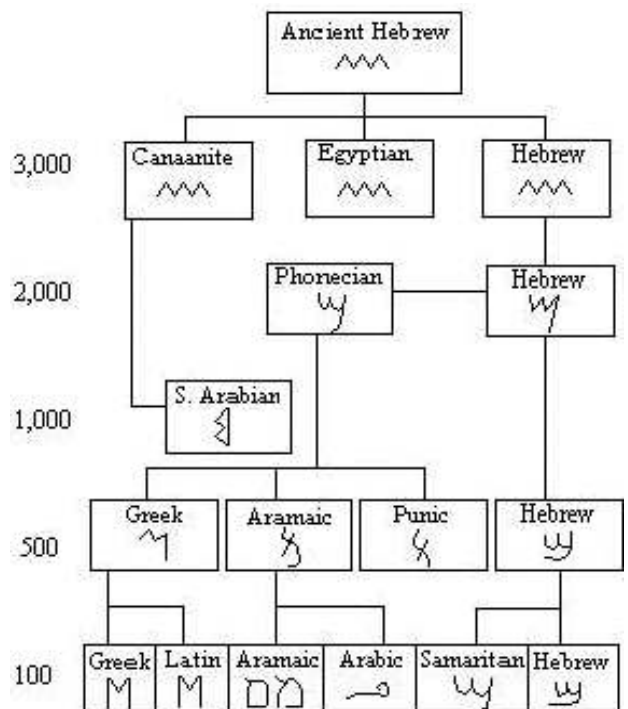 Ancient Hebrew
3,000
Canaanite
Egyptian
Hebrew
2,000
Phonecian
Hebrew
1,000
S. Arabian
500
Greek
Aramaic
Punic
Hebrew
100
Greek
Latin
Aramaic
Arabic
Samaritan
Hebrew